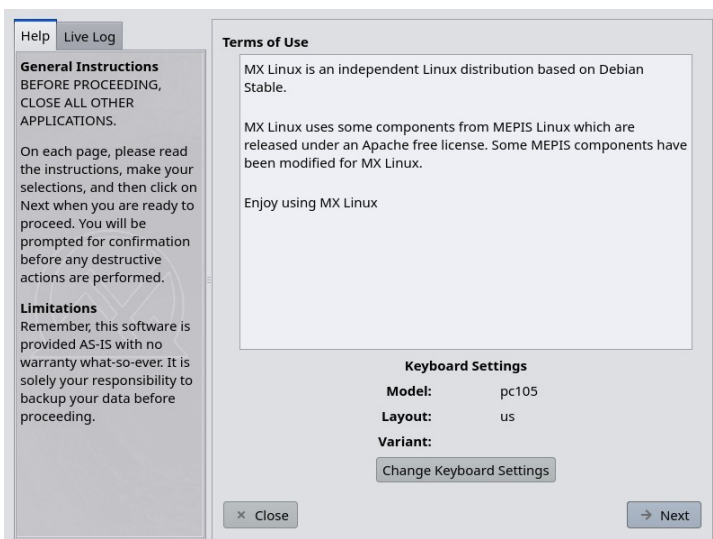 Help
Live Log
General Instructions
BEFORE PROCEEDING,
CLOSE ALL OTHER
APPLICATIONS.
On each page, please read
the instructions, make your
selections, and then click on
Next when you are ready to
proceed. You will be
prompted for confirmation
before any destructive
actions are performed.
Limitations
Remember, this software is
provided AS-IS with no
warranty what-so-ever. It is
solely your responsibility to
backup your data before
proceeding.
Terms of Use
MX Linux is an independent Linux distribution based on Debian
Stable.
MX Linux uses some components from MEPIS Linux which are
released under an Apache free license. Some MEPIS components have
been modified for MX Linux.
Enjoy using MX Linux
Keyboard Settings
Model: pc105
Layout: us
Variant:
Change Keyboard Settings
Close
Next